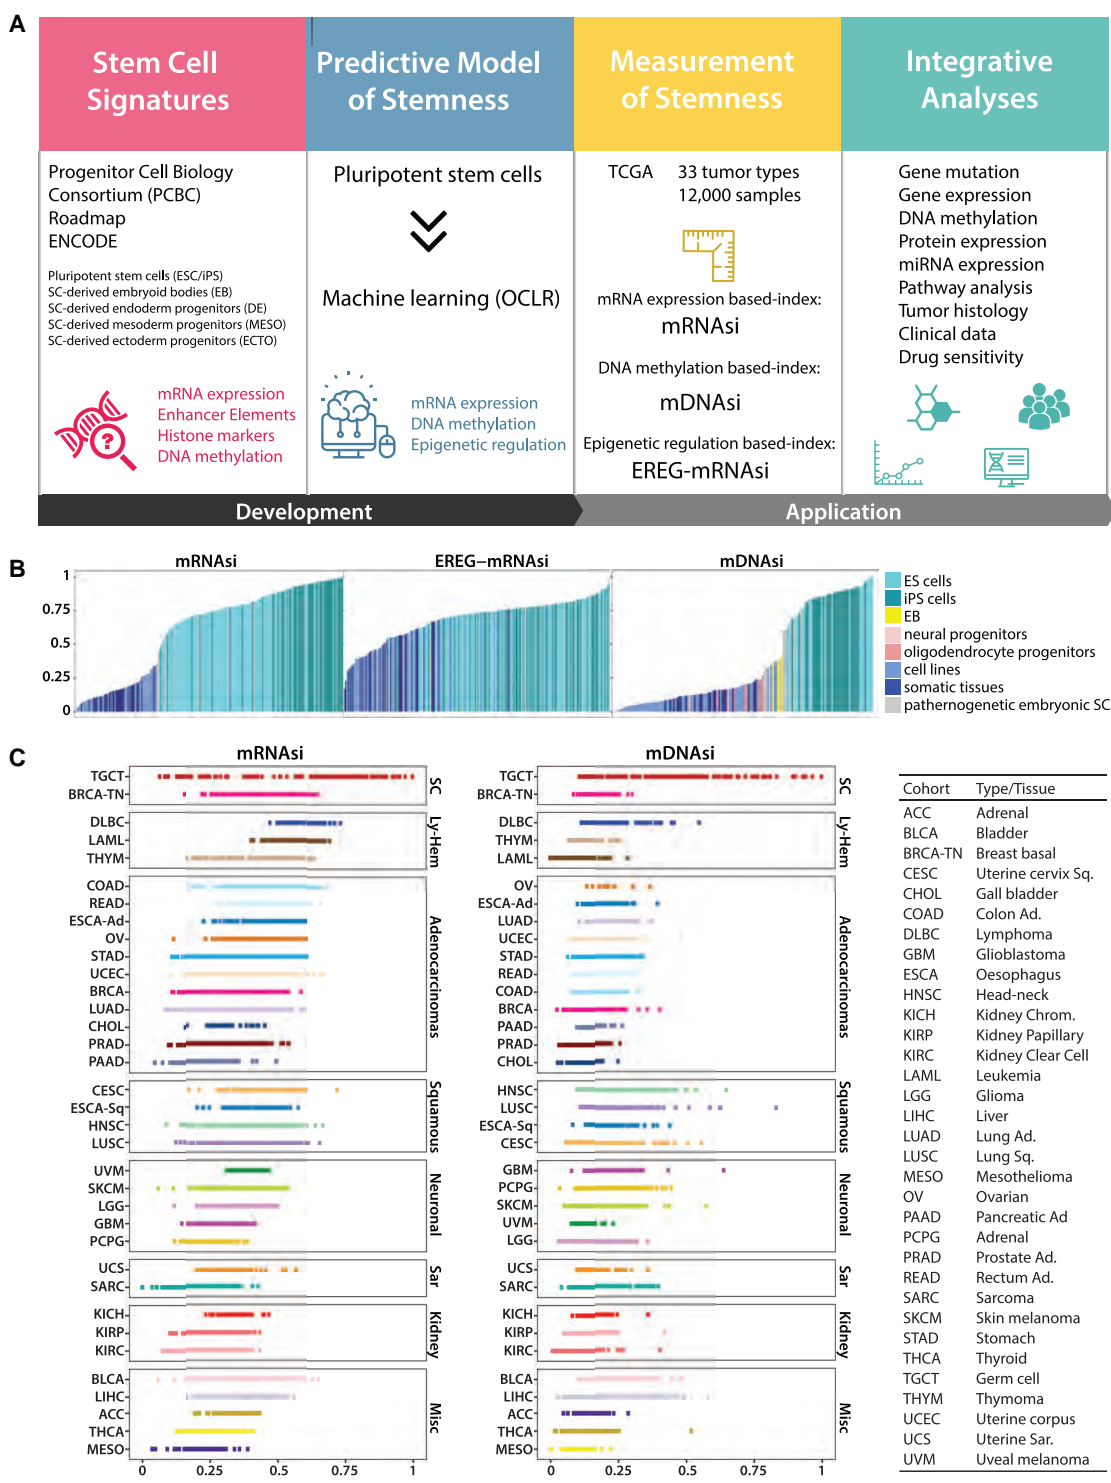 A
Stem Cell
Signatures
Predictive Model
of Stemness
Measurement
of Stemness
Integrative
Analyses
Progenitor Cell Biology
Consortium (PCBC)
Roadmap
ENCODE
Pluripotent stem cells (ESC/iPS)
SC-derived embryoid bodies (EB)
SC-derived endoderm progenitors (DE)
SC-derived mesoderm progenitors (MESO)
SC-derived ectoderm progenitors (ECTO)
?
mRNA expression
Enhancer Elements
Histone markers
DNA methylation
Pluripotent stem cells
Machine learning (OCLR)
mRNA expression
DNA methylation
Epigenetic regulation
TCGA 33 tumor types
12,000 samples
mRNA expression based-index:
mRNAsi
DNA methylation based-index:
mDNAsi
Epigenetic regulation based-index:
EREG-mRNAsi
Gene mutation
Gene expression
DNA methylation
Protein expression
miRNA expression
Pathway analysis
Tumor histology
Clinical data
Drug sensitivity
Development
Application
B
mRNAsi
EREG–mRNAsi
mDNAsi
1
0.75
0.5
0.25
0
ES cells
iPS cells
EB
neural progenitors
oligodendrocyte progenitors
cell lines
somatic tissues
pathernogenetic embryonic SC
C
mRNAsi
TGCT
BRCA-TN
SC
DLBC
LAML
THYM
Ly-Hem
COAD
READ
ESCA-Ad
OV
STAD
UCEC
BRCA
LUAD
CHOL
PRAD
PAAD
Adenocarcinomas
CESC
ESCA-Sq
HNSC
LUSC
Squamous
UVM
SKCM
LGG
GBM
PCPG
Neuronal
UCS
SARC
Sar
KICH
KIRP
KIRC
Kidney
BLCA
LIHC
ACC
THCA
MESO
Misc
0 0.25 0.5 0.75 1
mDNAsi
TGCT
BRCA-TN
SC
DLBC
THYM
LAML
Ly-Hem
OV
ESCA-Ad
LUAD
UCEC
STAD
READ
COAD
BRCA
PAAD
PRAD
CHOL
Adenocarcinomas
HNSC
LUSC
ESCA-Sq
CESC
Squamous
GBM
PCPG
SKCM
UVM
LGG
Neuronal
UCS
SARC
Sar
KICH
KIRP
KIRC
Kidney
BLCA
LIHC
ACC
THCA
MESO
Misc
0 0.25 0.5 0.75 1
Cohort Type/Tissue
ACC Adrenal
BLCA Bladder
BRCA-TN Breast basal
CESC Uterine cervix Sq.
CHOL Gall bladder
COAD Colon Ad.
DLBC Lymphoma
GBM Glioblastoma
ESCA Oesophagus
HNSC Head-neck
KICH Kidney Chrom.
KIRP Kidney Papillary
KIRC Kidney Clear Cell
LAML Leukemia
LGG Glioma
LIHC Liver
LUAD Lung Ad.
LUSC Lung Sq.
MESO Mesothelioma
OV Ovarian
PAAD Pancreatic Ad
PCPG Adrenal
PRAD Prostate Ad.
READ Rectum Ad.
SARC Sarcoma
SKCM Skin melanoma
STAD Stomach
THCA Thyroid
TGCT Germ cell
THYM Thymoma
UCEC Uterine corpus
UCS Uterine Sar.
UVM Uveal melanoma